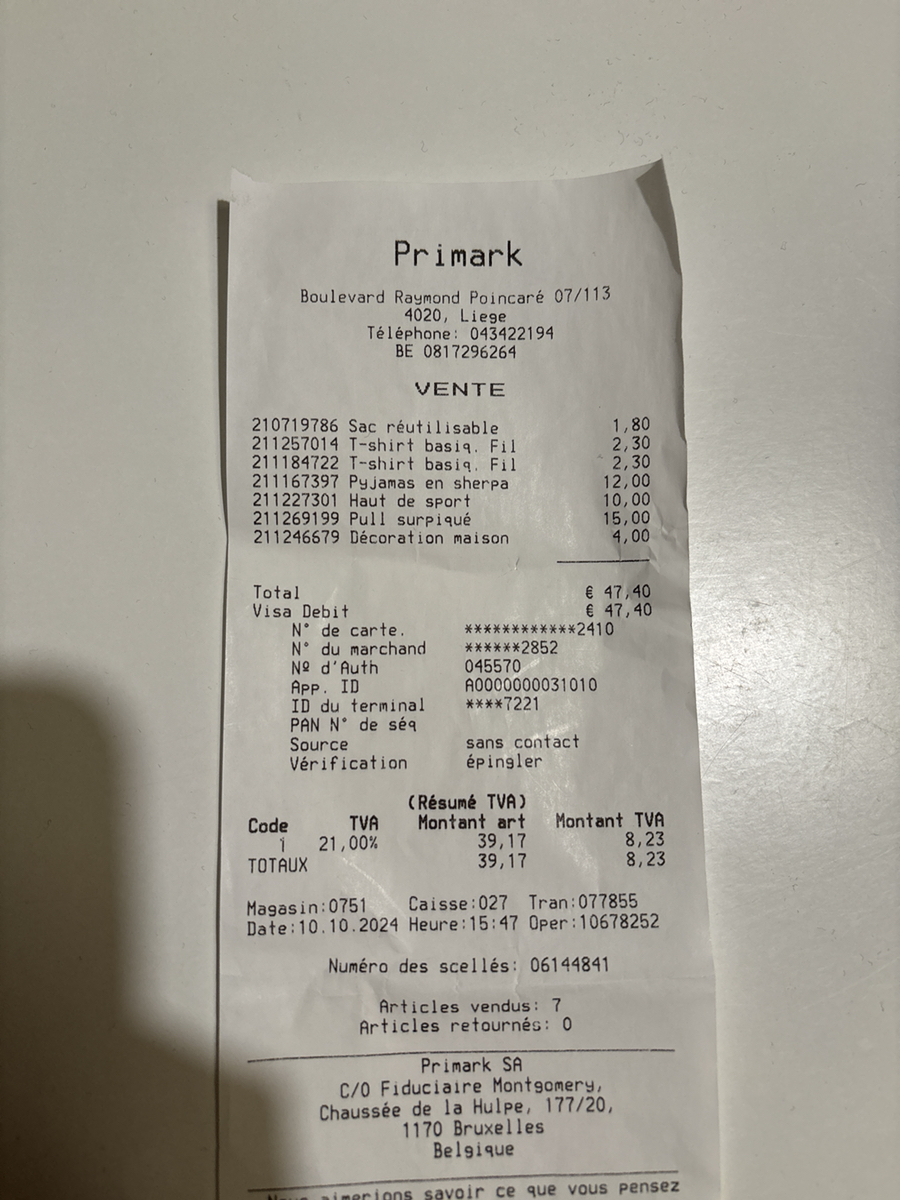 Primark
Boulevard Raymond Poincaré 07/113
4020, Liege
Téléphone: 043422194
BE 0817296264
VENTE
210719786 Sac réutilisable 1,80
211257014 T-shirt basiq. Fil 2,30
211184722 T-shirt basiq. Fil 2,30
211167397 Pyjamas en sherpa 12,00
211227301 Haut de sport 10,00
211269199 Pull surpiqué 15,00
211246679 Décoration maison 4,00
Total € 47,40
Visa Debit € 47,40
N° de carte. ************2410
N° du marchand ******2852
Nº d'Auth 045570
App. ID A0000000031010
ID du terminal ****7221
PAN N° de séq
Source sans contact
Vérification épingler
(Résumé TVA)
Code TVA Montant art Montant TVA
1 21,00% 39,17 8,23
TOTAUX 39,17 8,23
Magasin:0751 Caisse:027 Tran:077855
Date:10.10.2024 Heure:15:47 Oper:10678252
Numéro des scellés: 06144841
Articles vendus: 7
Articles retournés: 0
Primark SA
C/O Fiduciaire Montgomery,
Chaussée de la Hulpe, 177/20,
1170 Bruxelles
Belgique
Nous aimerions savoir ce que vous pensez